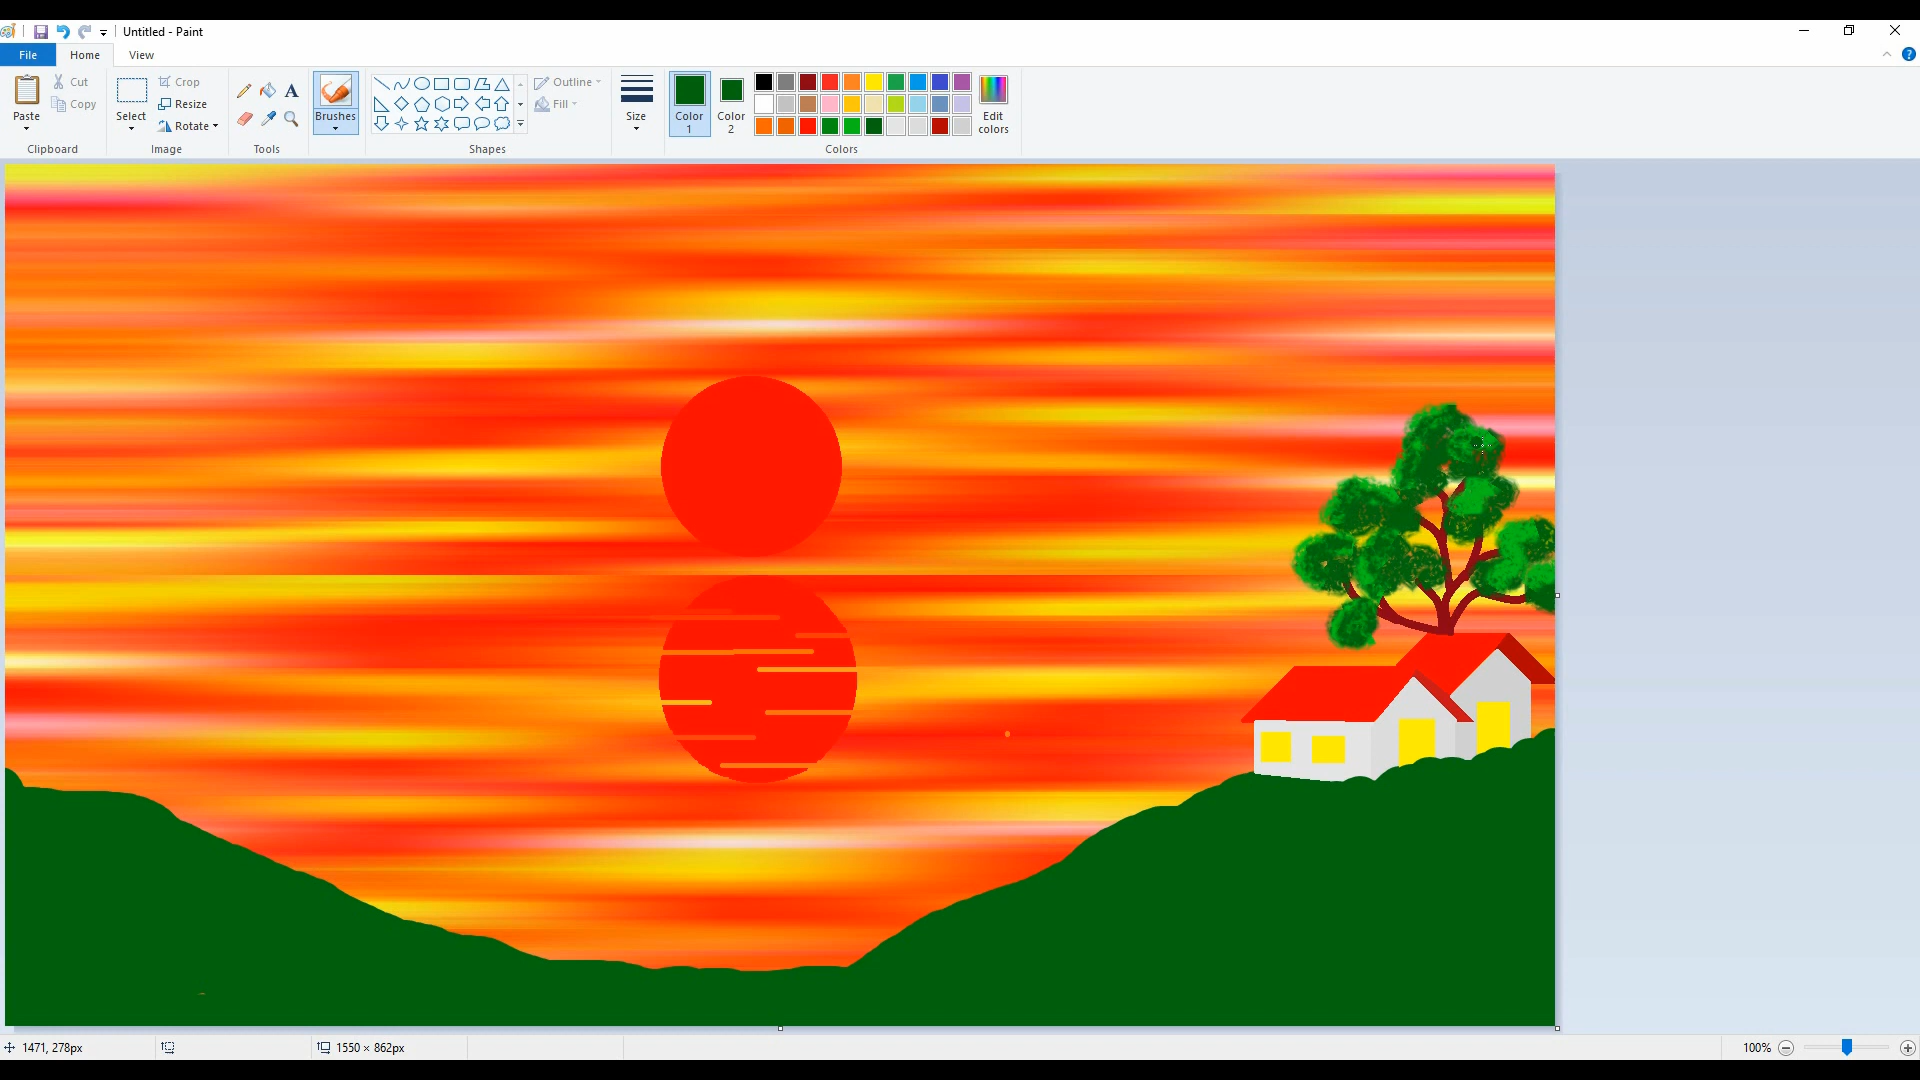 Untitled - Paint
File Home View
Paste
Cut
Copy
Clipboard
Select
Crop
Resize
Rotate
Image
A
Tools
Brushes
Shapes
Outline
Fill
Size
Color
1
Color
2
Edit
colors
Colors
?
1471, 278px
1550 × 862px
100%